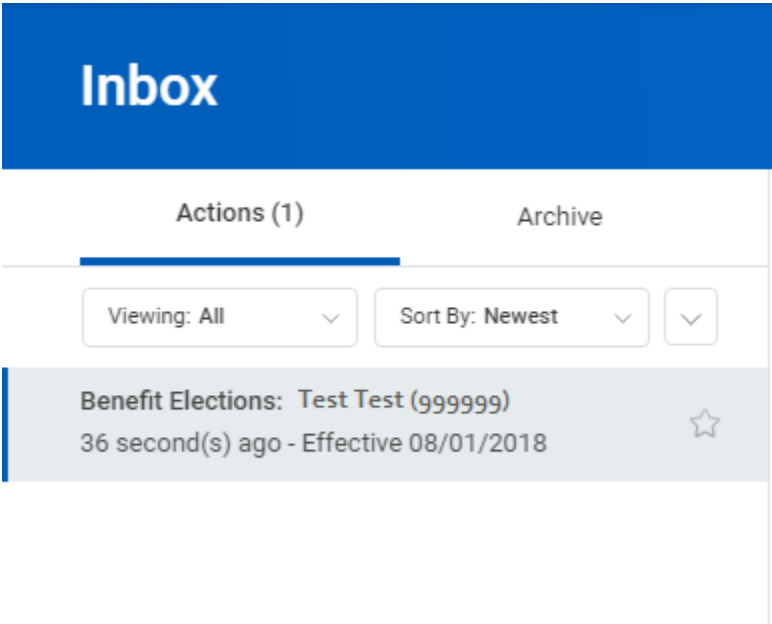 Inbox
Actions (1) Archive
Viewing: All Sort By: Newest
Benefit Elections: Test Test (999999)
36 second(s) ago - Effective 08/01/2018